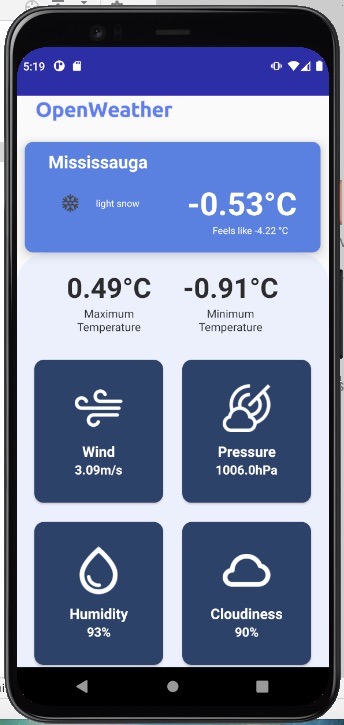 5:19
OpenWeather
Mississauga
light snow
-0.53°C
Feels like -4.22 °C
0.49°C -0.91°C
Maximum Minimum
Temperature Temperature
Wind Pressure
3.09m/s 1006.0hPa
Humidity Cloudiness
93% 90%